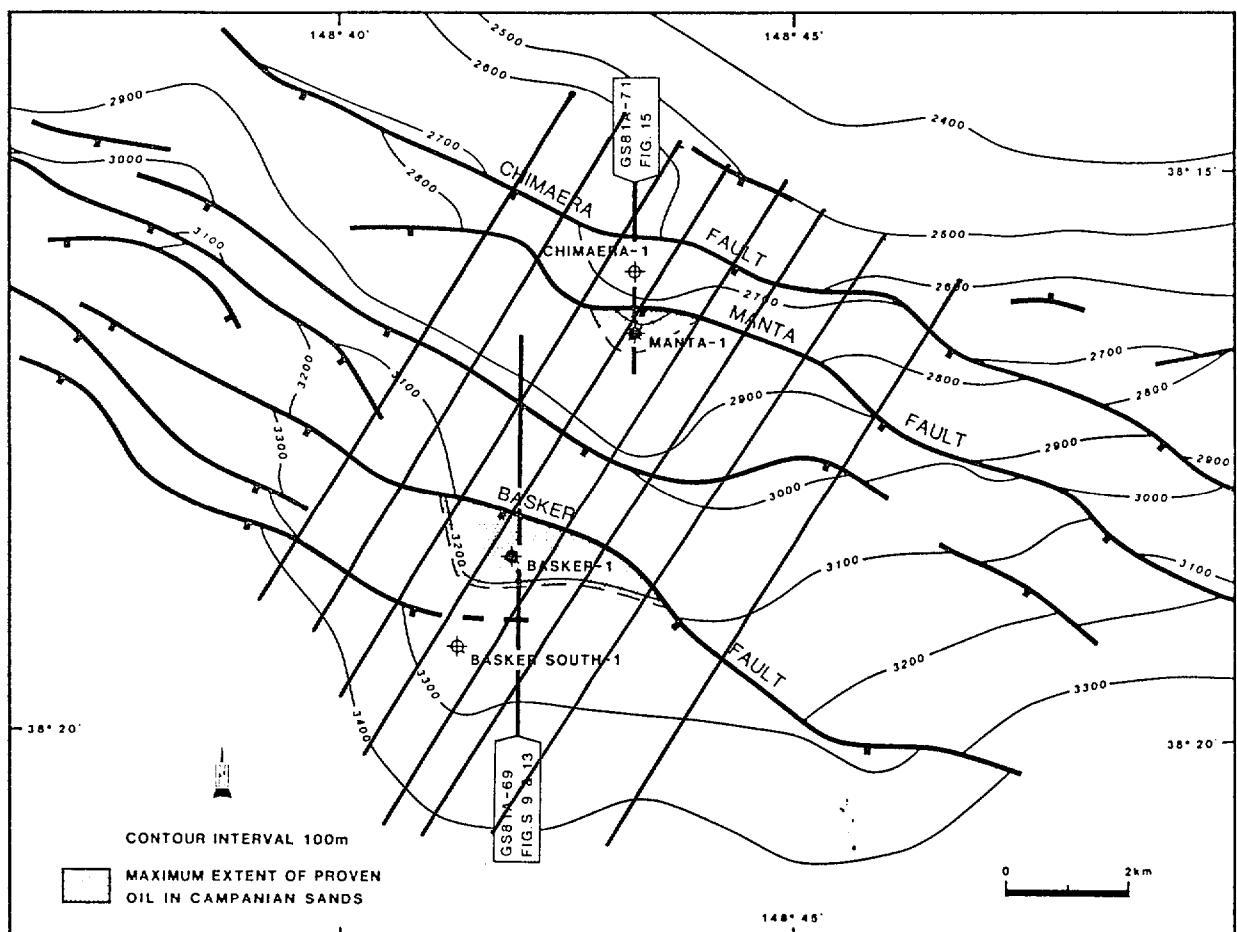 148° 40'
148° 45'
2500
2600
2400
2900
2700
2800
3000
3100
GS81A-71
FIG. 15
38° 15'
CHIMAERA
FAULT
2500
2600
CHIMAERA-1
2700
MANTA
MANTA-1
2700
2800
2800
3200
3100
2900
FAULT
2900
2900
3300
3000
3000
BASKER
3200
BASKER-1
3100
3100
BASKER SOUTH-1
FAULT
3200
3300
3300
38° 20'
3400
38° 20'
GS81A-69
FIG.S 9 & 13
CONTOUR INTERVAL 100m
MAXIMUM EXTENT OF PROVEN
OIL IN CAMPANIAN SANDS
0 2km
148° 45'